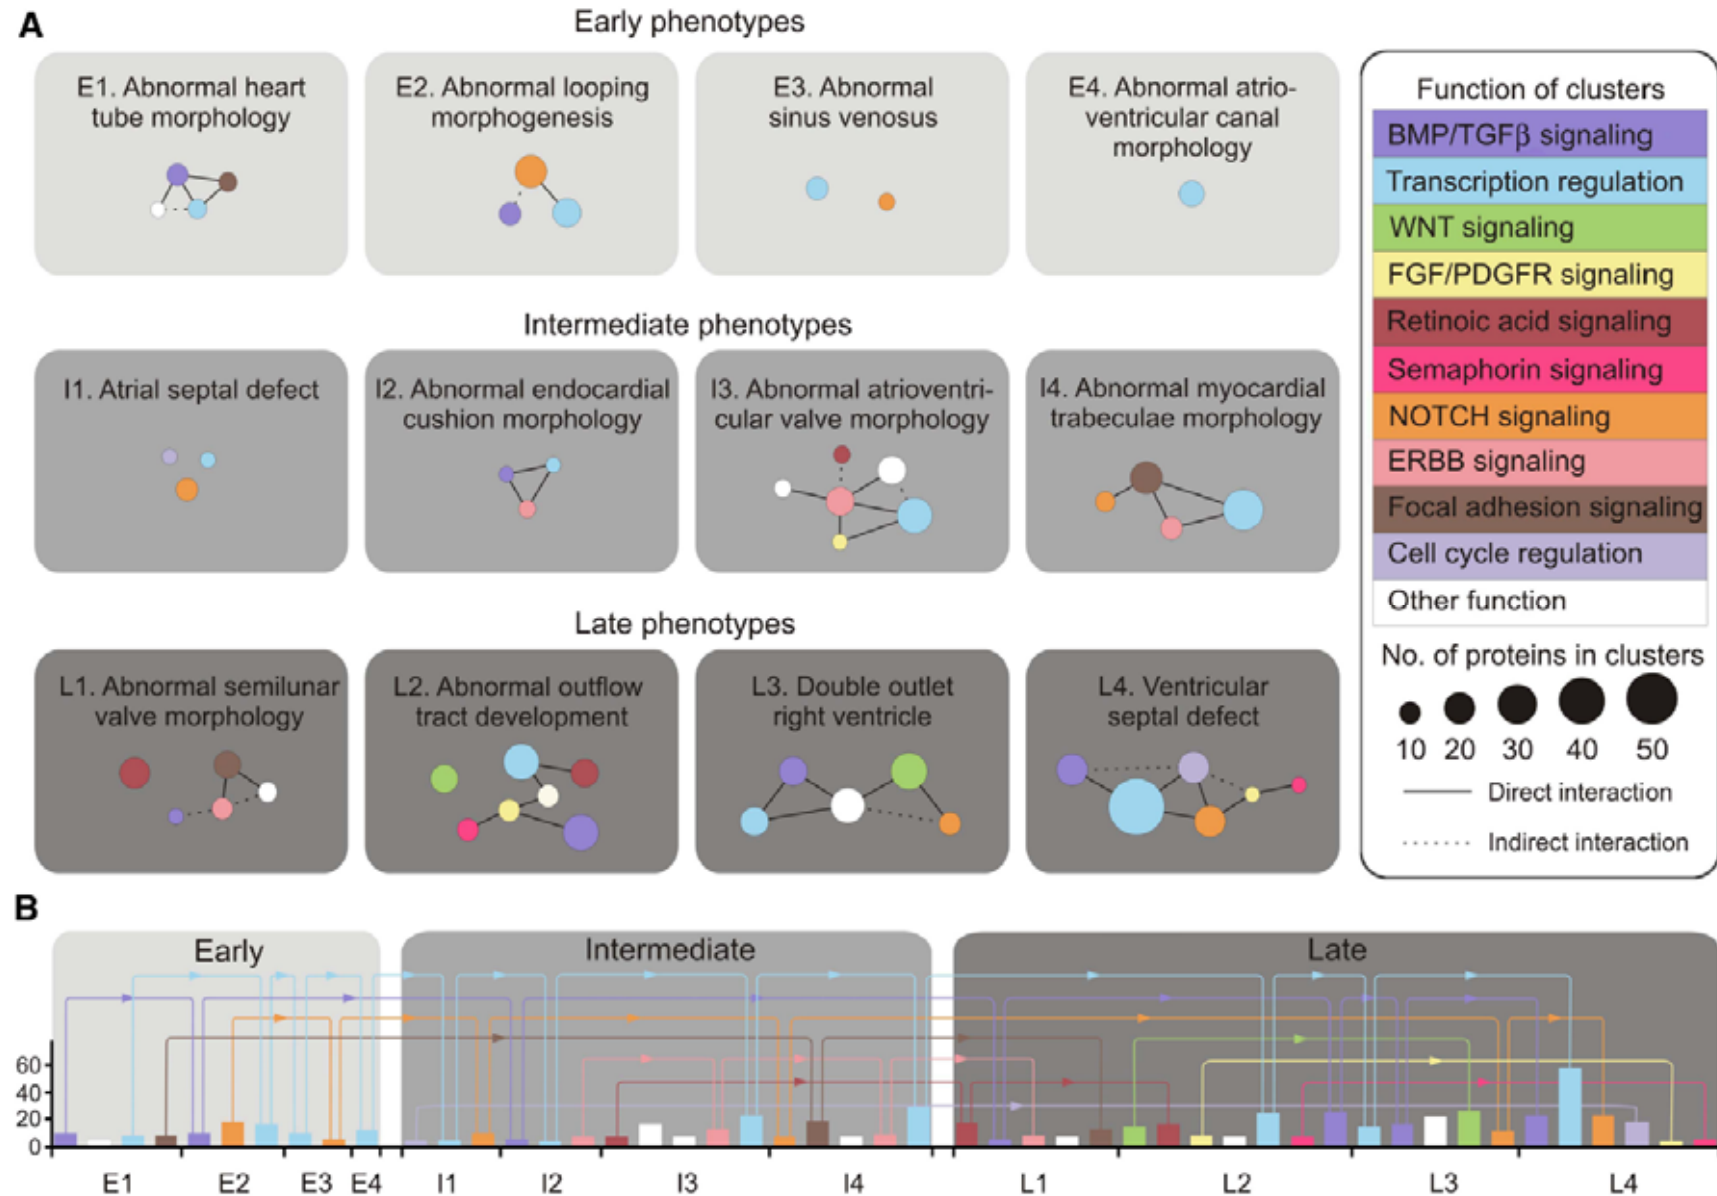 A
Early phenotypes
E1. Abnormal heart
tube morphology
E2. Abnormal looping
morphogenesis
E3. Abnormal
sinus venosus
E4. Abnormal atrio-
ventricular canal
morphology
Intermediate phenotypes
I1. Atrial septal defect
I2. Abnormal endocardial
cushion morphology
I3. Abnormal atrioventri-
cular valve morphology
I4. Abnormal myocardial
trabeculae morphology
Late phenotypes
L1. Abnormal semilunar
valve morphology
L2. Abnormal outflow
tract development
L3. Double outlet
right ventricle
L4. Ventricular
septal defect
Function of clusters
BMP/TGFβ signaling
Transcription regulation
WNT signaling
FGF/PDGFR signaling
Retinoic acid signaling
Semaphorin signaling
NOTCH signaling
ERBB signaling
Focal adhesion signaling
Cell cycle regulation
Other function
No. of proteins in clusters
10 20 30 40 50
Direct interaction
Indirect interaction
B
Early
Intermediate
Late
60
40
20
0
E1 E2 E3 E4 I1 I2 I3 I4 L1 L2 L3 L4